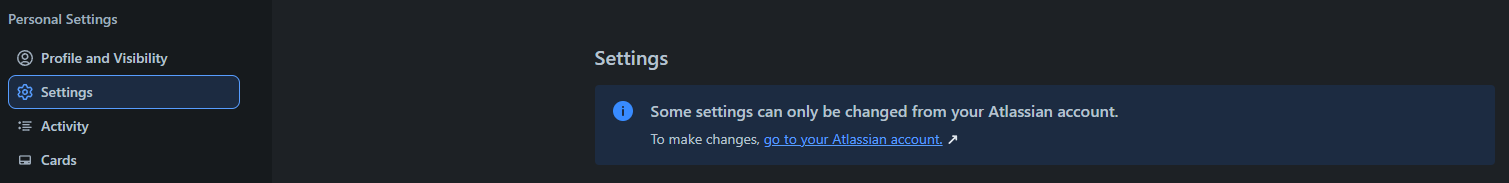 Personal Settings
Profile and Visibility
Settings
Activity
Cards
Settings
Some settings can only be changed from your Atlassian account.
To make changes, go to your Atlassian account.